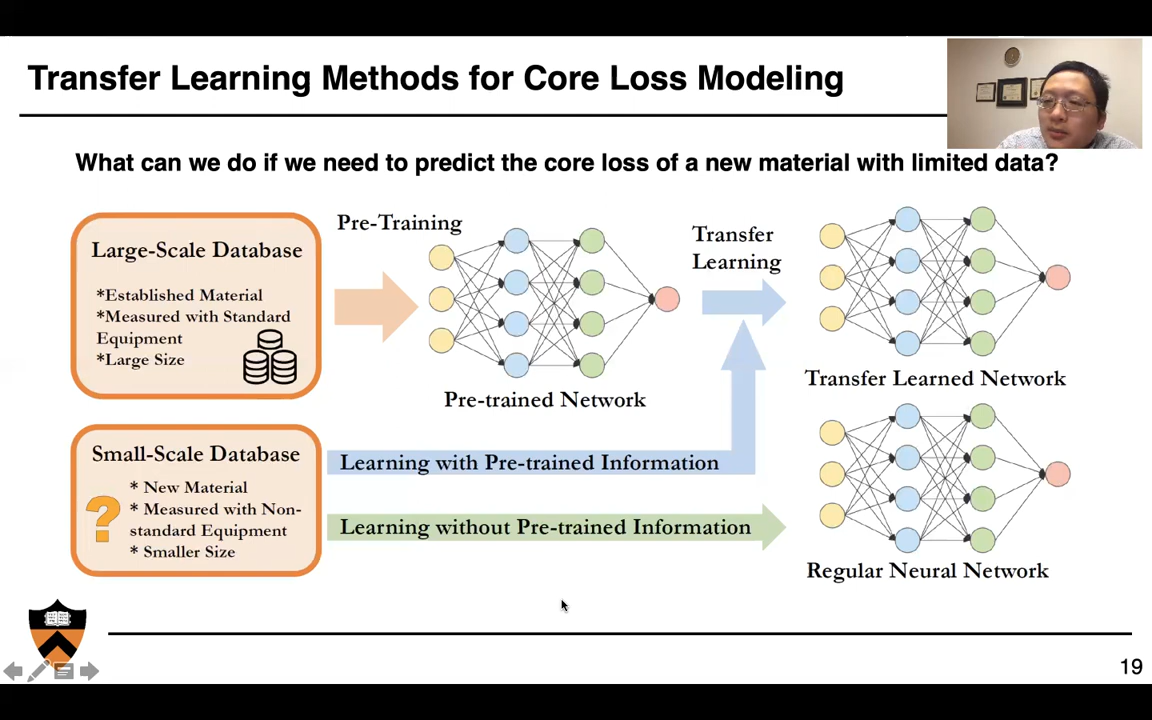 Transfer Learning Methods for Core Loss Modeling
What can we do if we need to predict the core loss of a new material with limited data?
Large-Scale Database
*Established Material
*Measured with Standard
Equipment
*Large Size
Pre-Training
Pre-trained Network
Transfer
Learning
Transfer Learned Network
Small-Scale Database
?
* New Material
* Measured with Non-
standard Equipment
* Smaller Size
Learning with Pre-trained Information
Learning without Pre-trained Information
Regular Neural Network
19